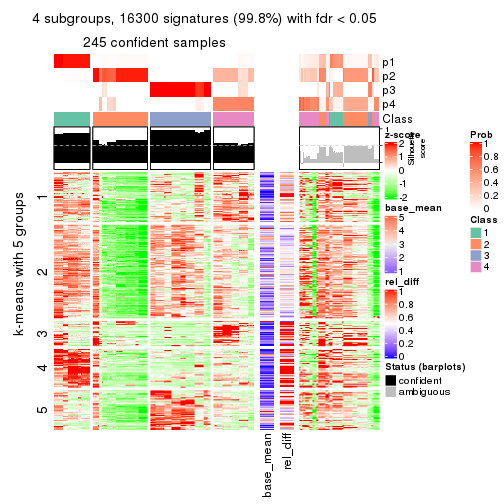 4 subgroups, 16300 signatures (99.8%) with fdr < 0.05
245 confident samples
p1
p2
p3
p4
Class
1
Silhouette
score
k-means with 5 groups
1
2
3
4
5
base_mean
rel_diff
z-score
2
1
0
-1
-2
base_mean
5
4
3
2
1
rel_diff
1
0.8
0.6
0.4
0.2
0
Status (barplots)
confident
ambiguous
Prob
1
0.8
0.6
0.4
0.2
0
Class
1
2
3
4